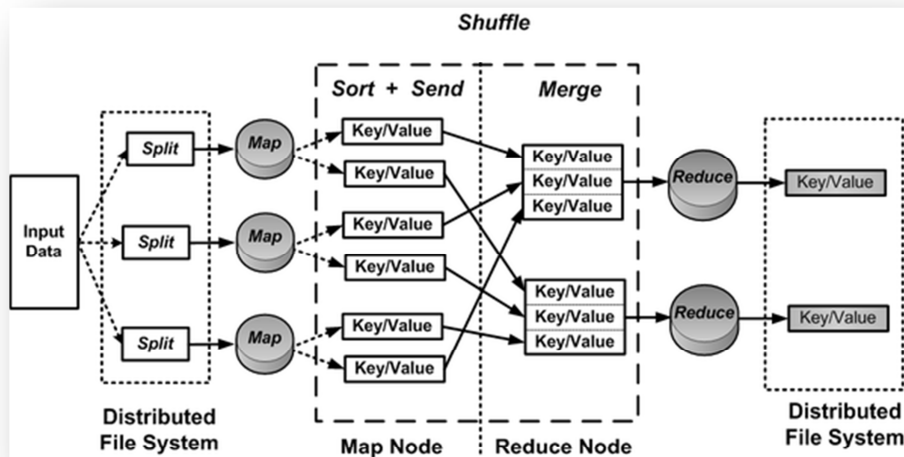 Shuffle
Sort + Send
Merge
Input
Data
Split
Split
Split
Map
Map
Map
Key/Value
Key/Value
Key/Value
Key/Value
Key/Value
Key/Value
Key/Value
Key/Value
Key/Value
Key/Value
Key/Value
Key/Value
Reduce
Reduce
Key/Value
Key/Value
Distributed
File System
Map Node
Reduce Node
Distributed
File System